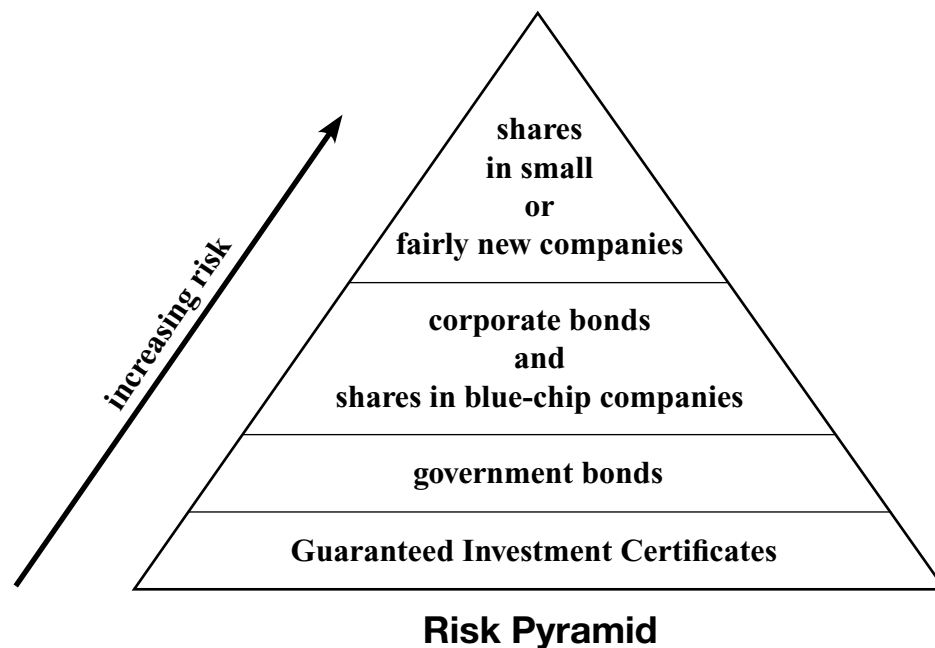 shares
in small
or
fairly new companies
increasing risk
corporate bonds
and
shares in blue-chip companies
government bonds
Guaranteed Investment Certificates
Risk Pyramid